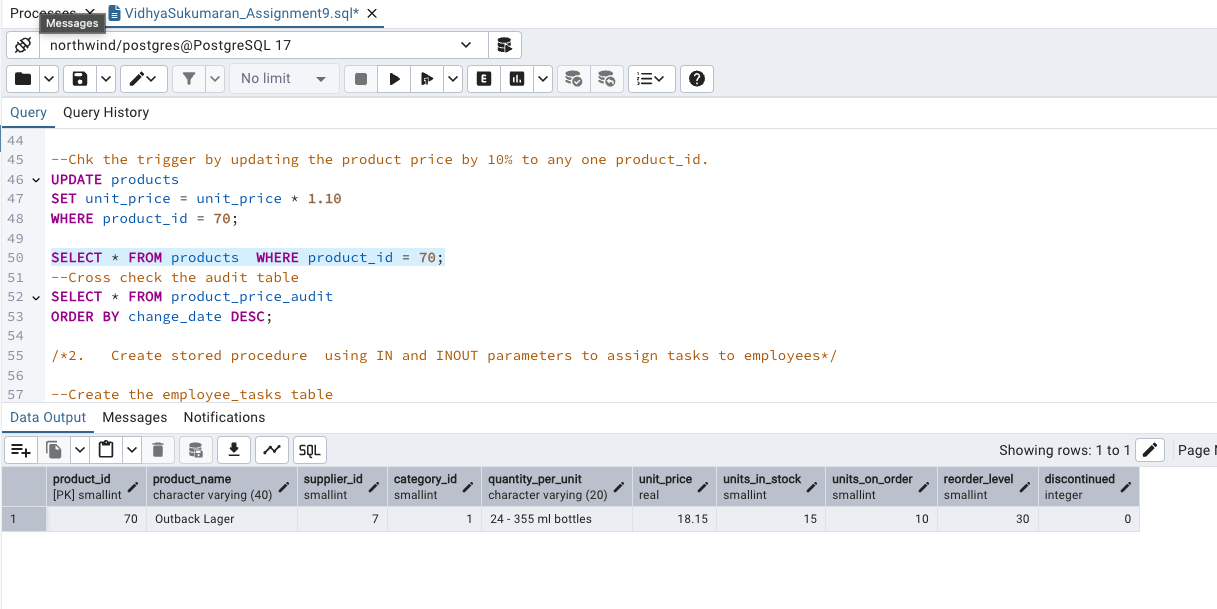 Processes
Messages
VidhyaSukumaran_Assignment9.sql*
northwind/postgres@PostgreSQL 17
No limit
E
Query Query History
44
45 --Chk the trigger by updating the product price by 10% to any one product_id.
46 UPDATE products
47 SET unit_price = unit_price * 1.10
48 WHERE product_id = 70;
49
50 SELECT * FROM products  WHERE product_id = 70;
51 --Cross check the audit table
52 SELECT * FROM product_price_audit
53 ORDER BY change_date DESC;
54
55 /*2.   Create stored procedure  using IN and INOUT parameters to assign tasks to employees*/
56
57 --Create the employee_tasks table
Data Output Messages Notifications
SQL Showing rows: 1 to 1 Page
product_id product_name supplier_id category_id quantity_per_unit unit_price units_in_stock units_on_order reorder_level discontinued
[PK] smallint character varying (40) smallint smallint character varying (20) real smallint smallint smallint integer
1 70 Outback Lager 7 1 24 - 355 ml bottles 18.15 15 10 30 0